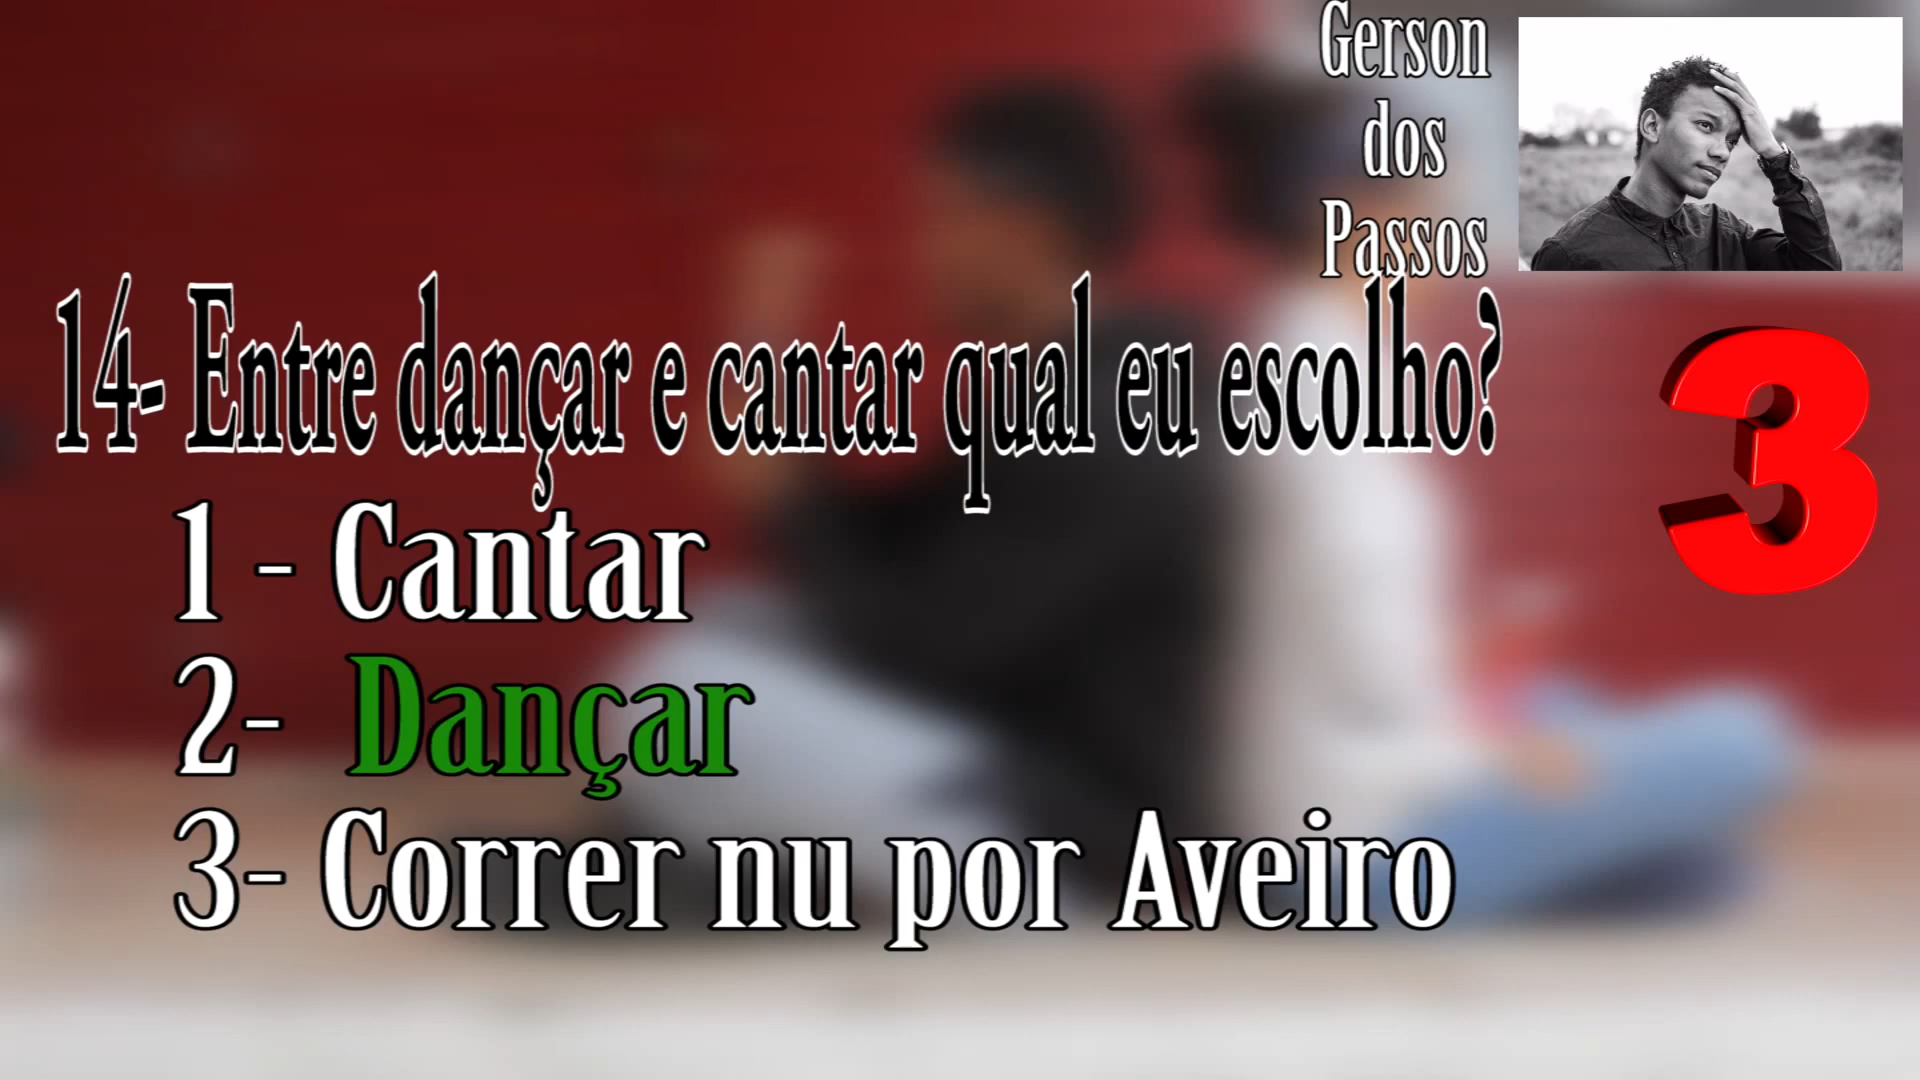 Gerson
dos
Passos
14- Entre dançar e cantar qual eu escolho?
3
1 - Cantar
2- Dançar
3- Correr nu por Aveiro